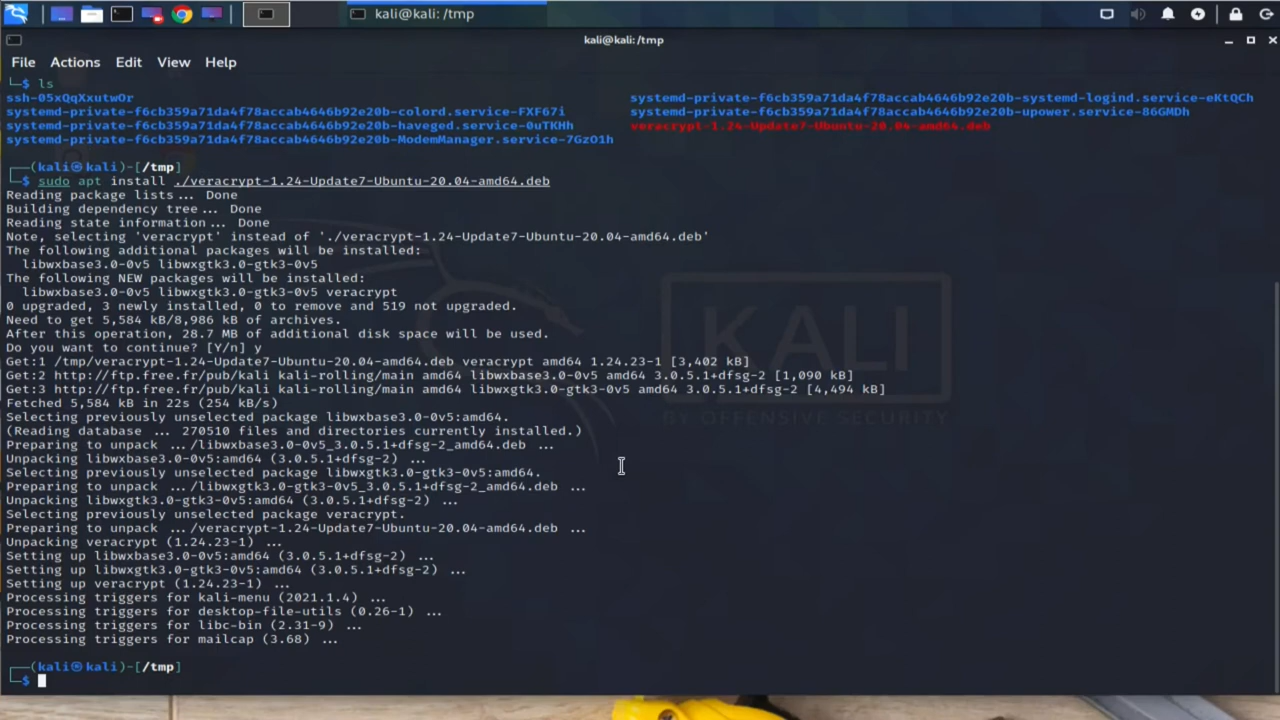 kali@kali: /tmp
kali@kali: /tmp
File Actions Edit View Help
└─$ ls
ssh-05xQqXxutwOr systemd-private-f6cb359a71da4f78accab4646b92e20b-systemd-logind.service-eKtQCh
systemd-private-f6cb359a71da4f78accab4646b92e20b-colord.service-FXF67i systemd-private-f6cb359a71da4f78accab4646b92e20b-upower.service-86GMDh
systemd-private-f6cb359a71da4f78accab4646b92e20b-haveged.service-0uTKHh veracrypt-1.24-Update7-Ubuntu-20.04-amd64.deb
systemd-private-f6cb359a71da4f78accab4646b92e20b-ModemManager.service-7GzO1h
┌──(kali㉿kali)-[/tmp]
└─$ sudo apt install ./veracrypt-1.24-Update7-Ubuntu-20.04-amd64.deb
Reading package lists... Done
Building dependency tree... Done
Reading state information... Done
Note, selecting 'veracrypt' instead of './veracrypt-1.24-Update7-Ubuntu-20.04-amd64.deb'
The following additional packages will be installed:
libwxbase3.0-0v5 libwxgtk3.0-gtk3-0v5
The following NEW packages will be installed:
libwxbase3.0-0v5 libwxgtk3.0-gtk3-0v5 veracrypt
0 upgraded, 3 newly installed, 0 to remove and 519 not upgraded.
Need to get 5,584 kB/8,986 kB of archives.
After this operation, 28.7 MB of additional disk space will be used.
Do you want to continue? [Y/n] y
Get:1 /tmp/veracrypt-1.24-Update7-Ubuntu-20.04-amd64.deb veracrypt amd64 1.24.23-1 [3,402 kB]
Get:2 http://ftp.free.fr/pub/kali kali-rolling/main amd64 libwxbase3.0-0v5 amd64 3.0.5.1+dfsg-2 [1,090 kB]
Get:3 http://ftp.free.fr/pub/kali kali-rolling/main amd64 libwxgtk3.0-gtk3-0v5 amd64 3.0.5.1+dfsg-2 [4,494 kB]
Fetched 5,584 kB in 22s (254 kB/s)
Selecting previously unselected package libwxbase3.0-0v5:amd64.
(Reading database ... 270510 files and directories currently installed.)
Preparing to unpack .../libwxbase3.0-0v5_3.0.5.1+dfsg-2_amd64.deb ...
Unpacking libwxbase3.0-0v5:amd64 (3.0.5.1+dfsg-2) ...
Selecting previously unselected package libwxgtk3.0-gtk3-0v5:amd64.
Preparing to unpack .../libwxgtk3.0-gtk3-0v5_3.0.5.1+dfsg-2_amd64.deb ...
Unpacking libwxgtk3.0-gtk3-0v5:amd64 (3.0.5.1+dfsg-2) ...
Selecting previously unselected package veracrypt.
Preparing to unpack .../veracrypt-1.24-Update7-Ubuntu-20.04-amd64.deb ...
Unpacking veracrypt (1.24.23-1) ...
Setting up libwxbase3.0-0v5:amd64 (3.0.5.1+dfsg-2) ...
Setting up libwxgtk3.0-gtk3-0v5:amd64 (3.0.5.1+dfsg-2) ...
Setting up veracrypt (1.24.23-1) ...
Processing triggers for kali-menu (2021.1.4) ...
Processing triggers for desktop-file-utils (0.26-1) ...
Processing triggers for libc-bin (2.31-9) ...
Processing triggers for mailcap (3.68) ...
┌──(kali㉿kali)-[/tmp]
└─$
KALI
BY OFFENSIVE SECURITY